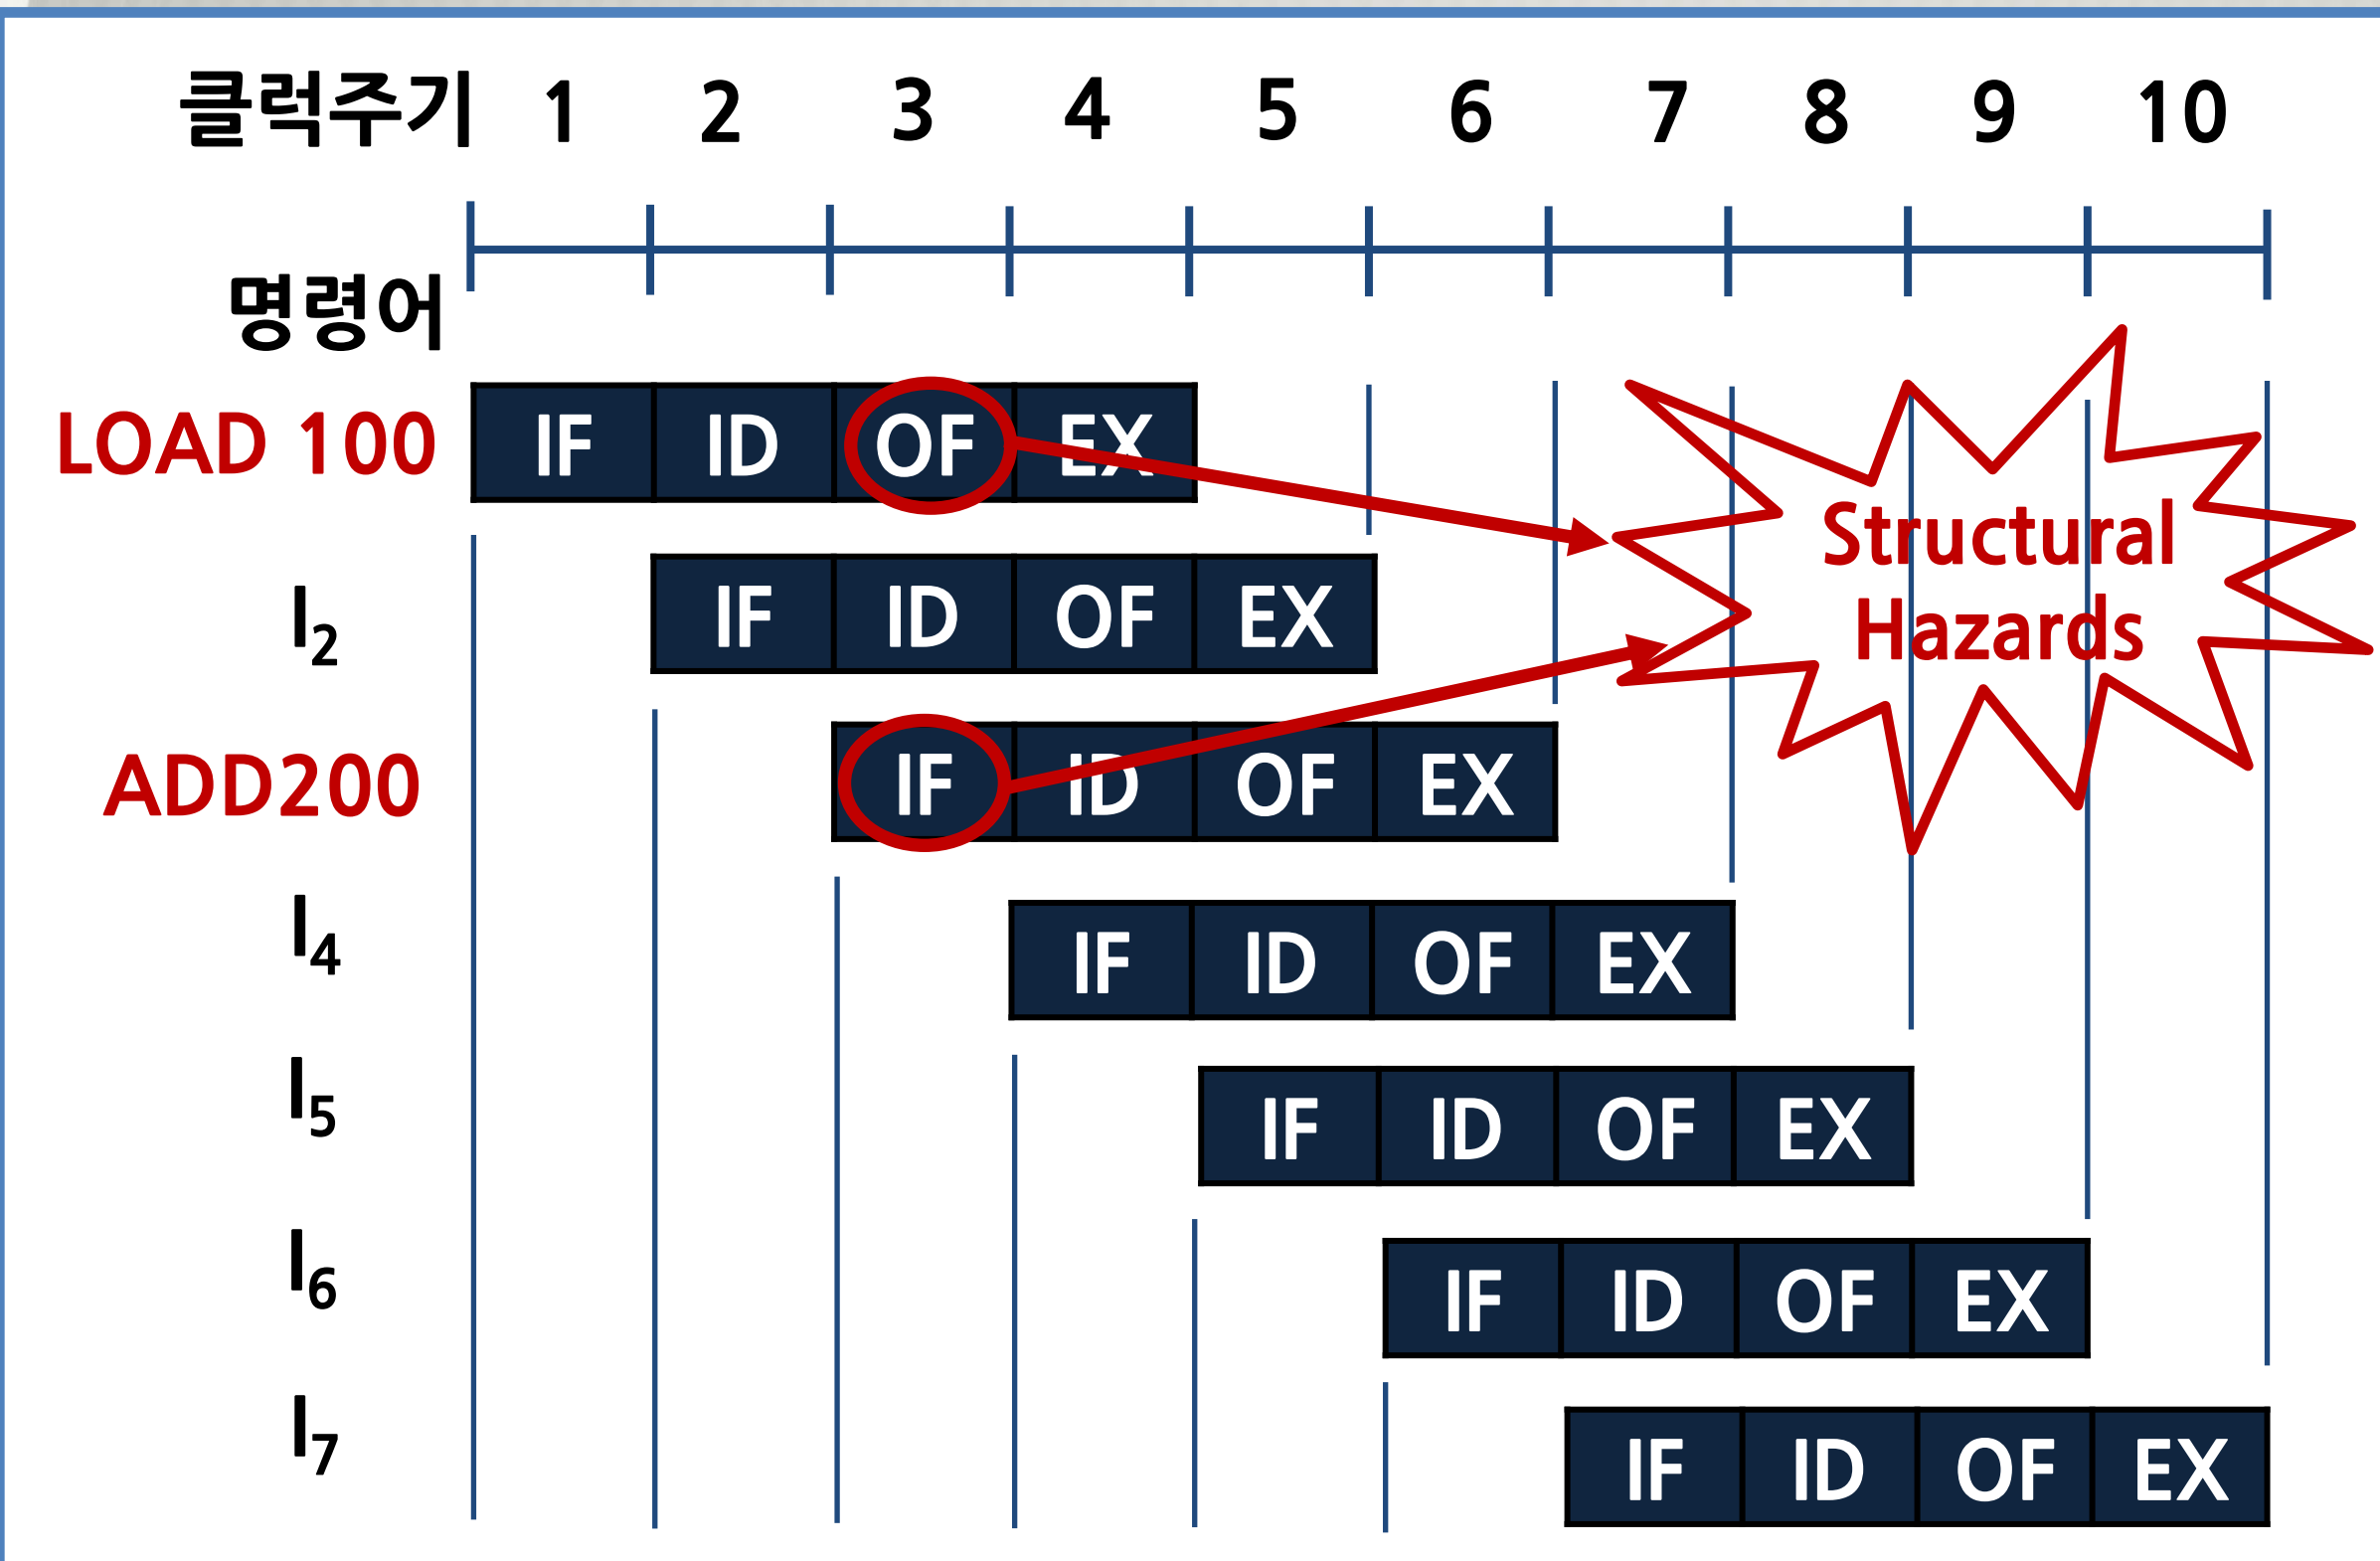 클럭주기 1 2 3 4 5 6 7 8 9 10
명령어
LOAD 100 IF ID OF EX
I2 IF ID OF EX
ADD200 IF ID OF EX
I4 IF ID OF EX
I5 IF ID OF EX
I6 IF ID OF EX
I7 IF ID OF EX
Structural
Hazards